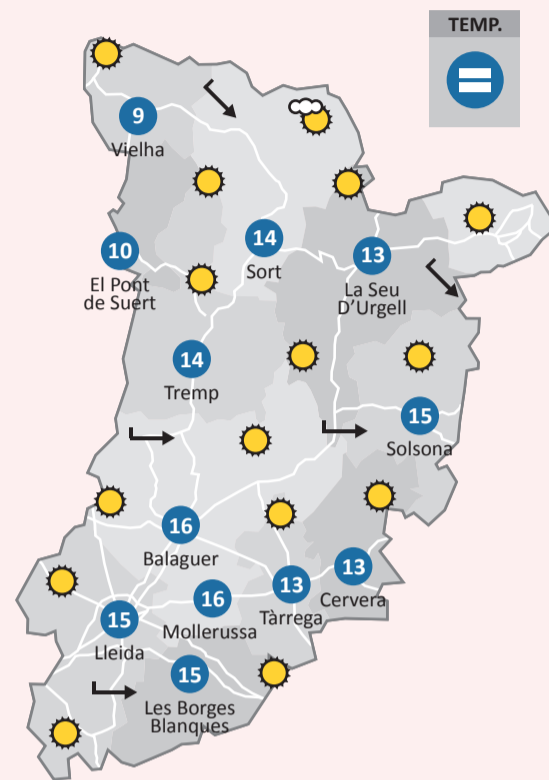 TEMP.
9
Vielha
10
El Pont
de Suert
14
Sort
13
La Seu
D'Urgell
14
Tremp
15
Solsona
16
Balaguer
16
Mollerussa
13
Tàrrega
13
Cervera
15
Lleida
15
Les Borges
Blanques